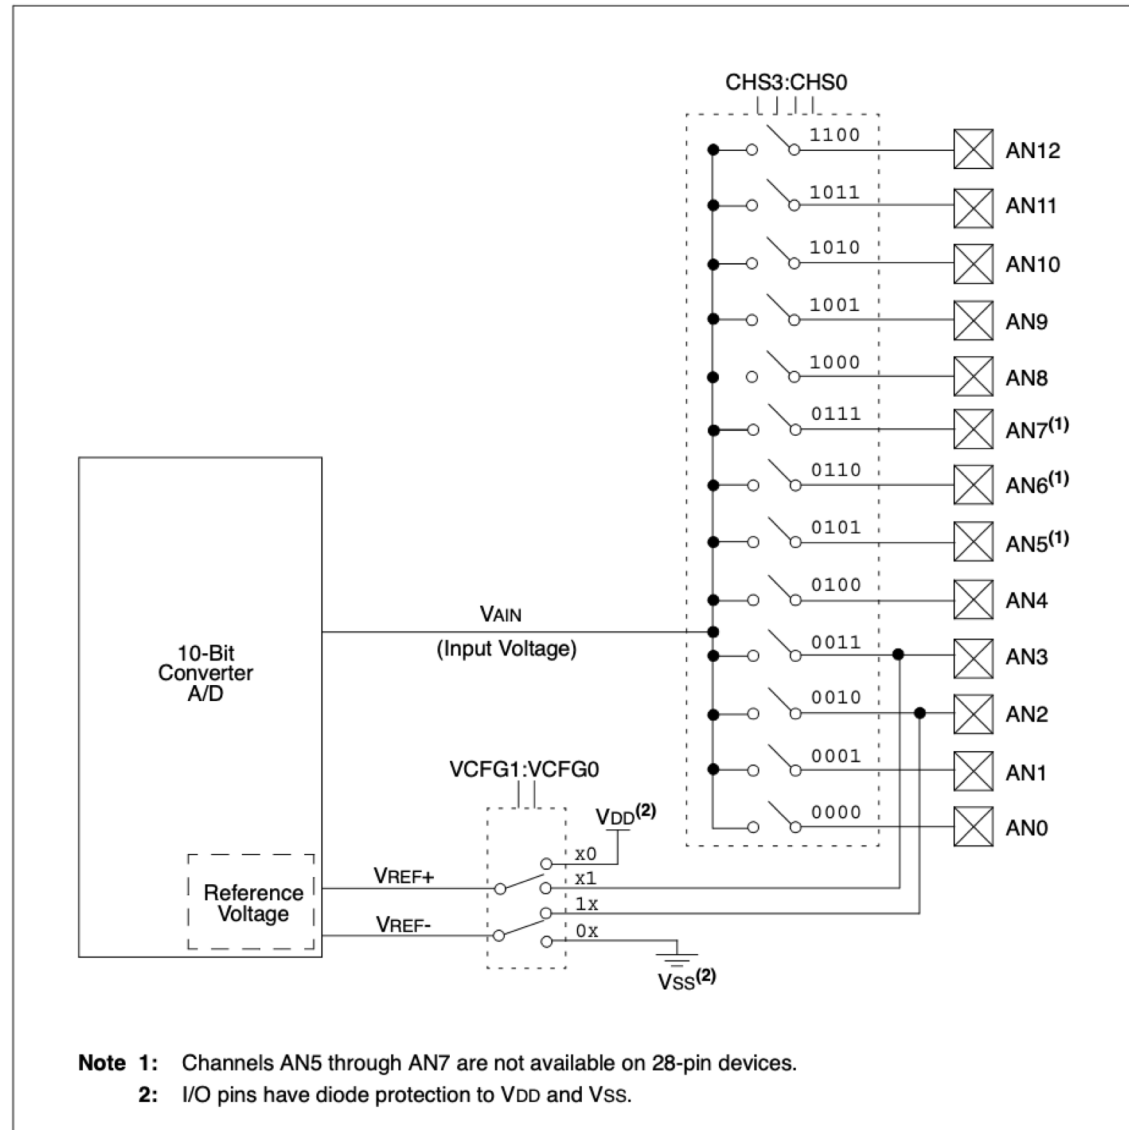 CHS3:CHS0
1100 AN12
1011 AN11
1010 AN10
1001 AN9
1000 AN8
0111 AN7(1)
0110 AN6(1)
0101 AN5(1)
0100 AN4
VAIN
(Input Voltage)
10-Bit
Converter
A/D
0011 AN3
0010 AN2
0001 AN1
0000 AN0
VCFG1:VCFG0
VDD(2)
x0
VREF+
x1
Reference
Voltage
1x
VREF-
0x
VSS(2)
Note 1: Channels AN5 through AN7 are not available on 28-pin devices.
2: I/O pins have diode protection to VDD and VSS.